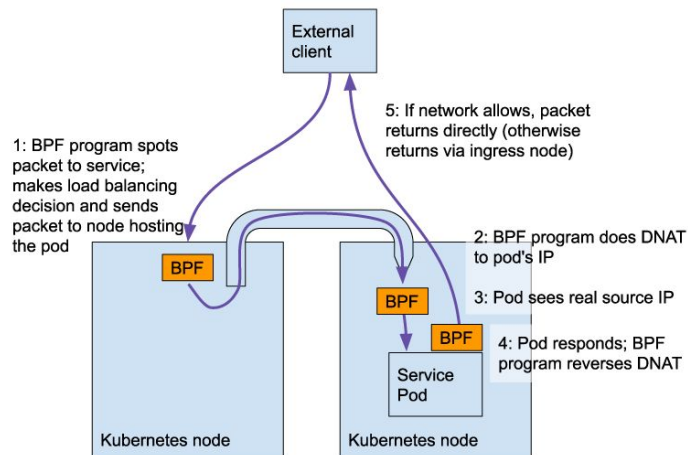 External
client
1: BPF program spots
packet to service;
makes load balancing
decision and sends
packet to node hosting
the pod
5: If network allows, packet
returns directly (otherwise
returns via ingress node)
BPF
2: BPF program does DNAT
to pod's IP
BPF
3: Pod sees real source IP
BPF
4: Pod responds; BPF
program reverses DNAT
Service
Pod
Kubernetes node
Kubernetes node